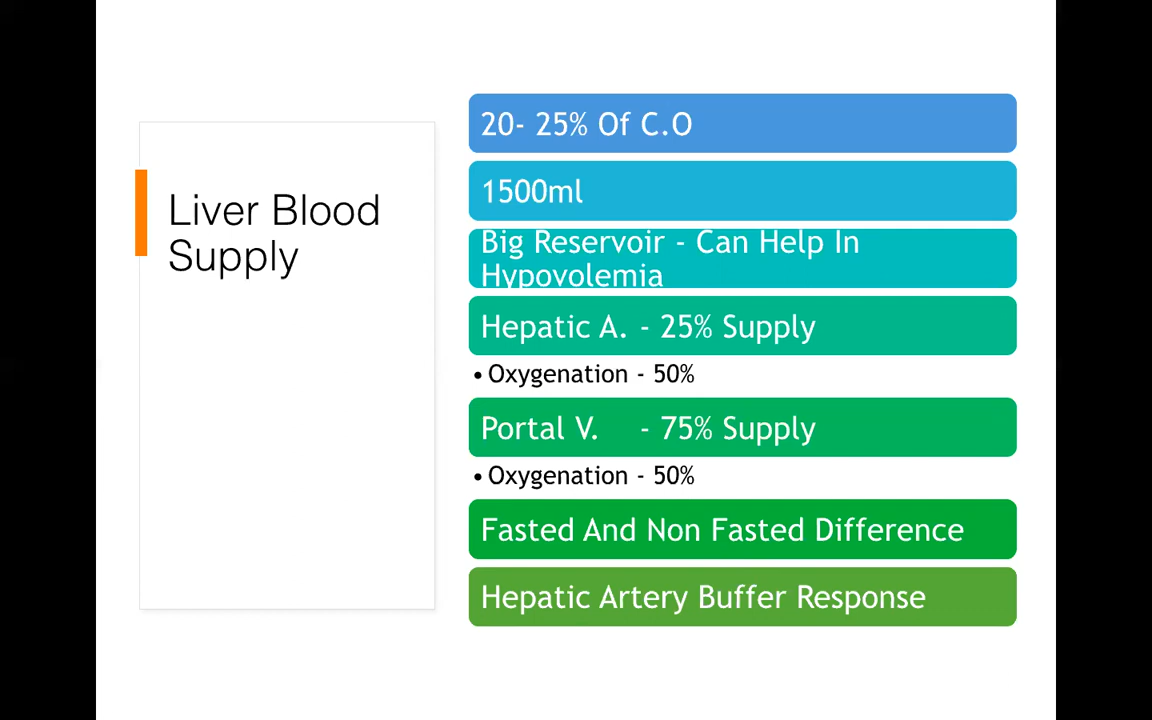 Liver Blood
Supply
20- 25% Of C.O
1500ml
Big Reservoir - Can Help In
Hypovolemia
Hepatic A. - 25% Supply
• Oxygenation - 50%
Portal V. - 75% Supply
• Oxygenation - 50%
Fasted And Non Fasted Difference
Hepatic Artery Buffer Response